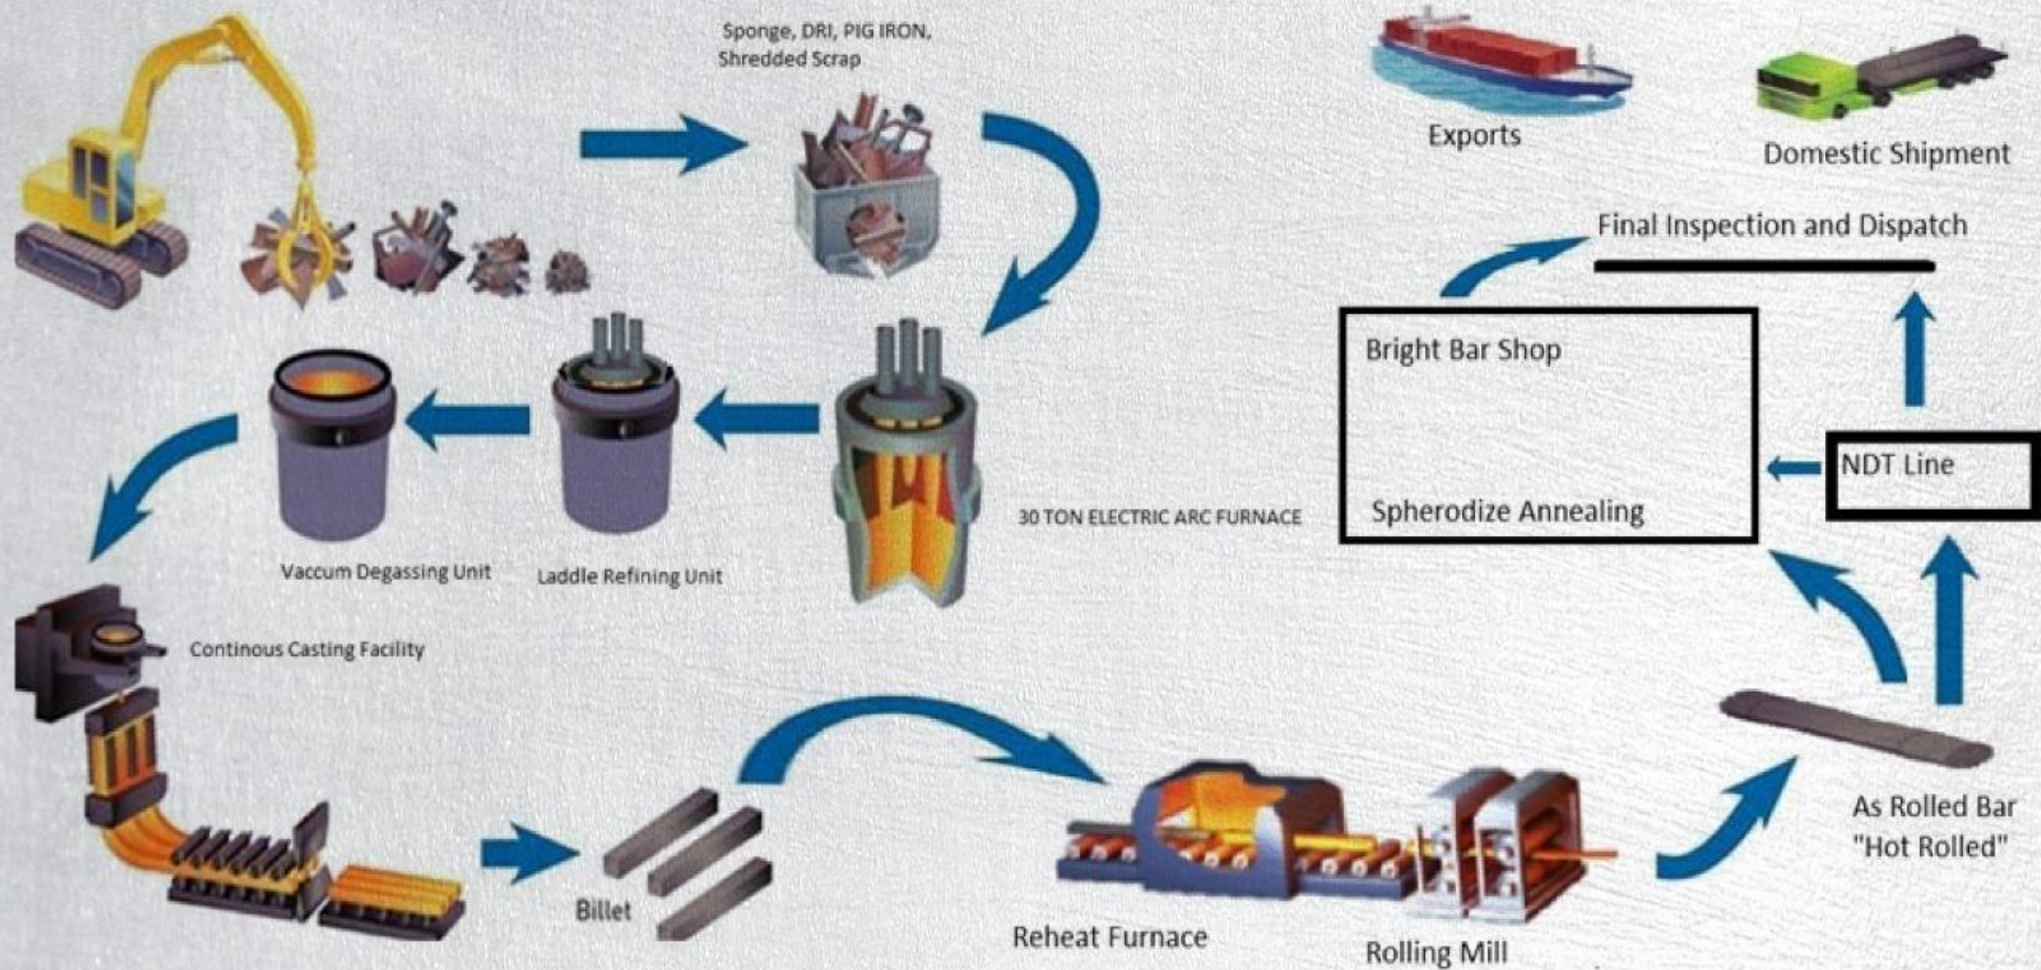 Sponge, DRI, PIG IRON,
Shredded Scrap
Exports
Domestic Shipment
Final Inspection and Dispatch
Bright Bar Shop
NDT Line
Spherodize Annealing
30 TON ELECTRIC ARC FURNACE
Vaccum Degassing Unit
Laddle Refining Unit
Continous Casting Facility
As Rolled Bar
"Hot Rolled"
Billet
Reheat Furnace
Rolling Mill